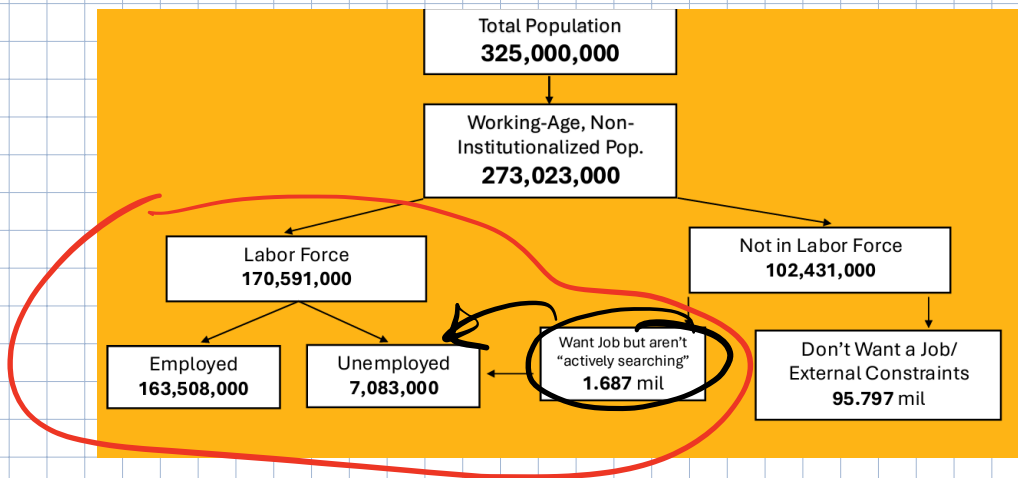 Total Population
325,000,000
Working-Age, Non-
Institutionalized Pop.
273,023,000
Labor Force
170,591,000
Not in Labor Force
102,431,000
Employed
163,508,000
Unemployed
7,083,000
Want Job but aren’t
“actively searching”
1.687 mil
Don’t Want a Job/
External Constraints
95.797 mil